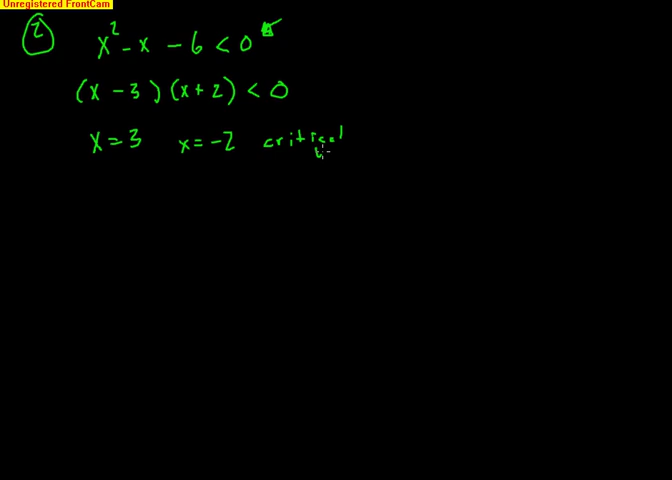 Unregistered FrontCam
2 x² - x - 6 < 0
(x - 3)(x + 2) < 0
x = 3 x = -2 critical